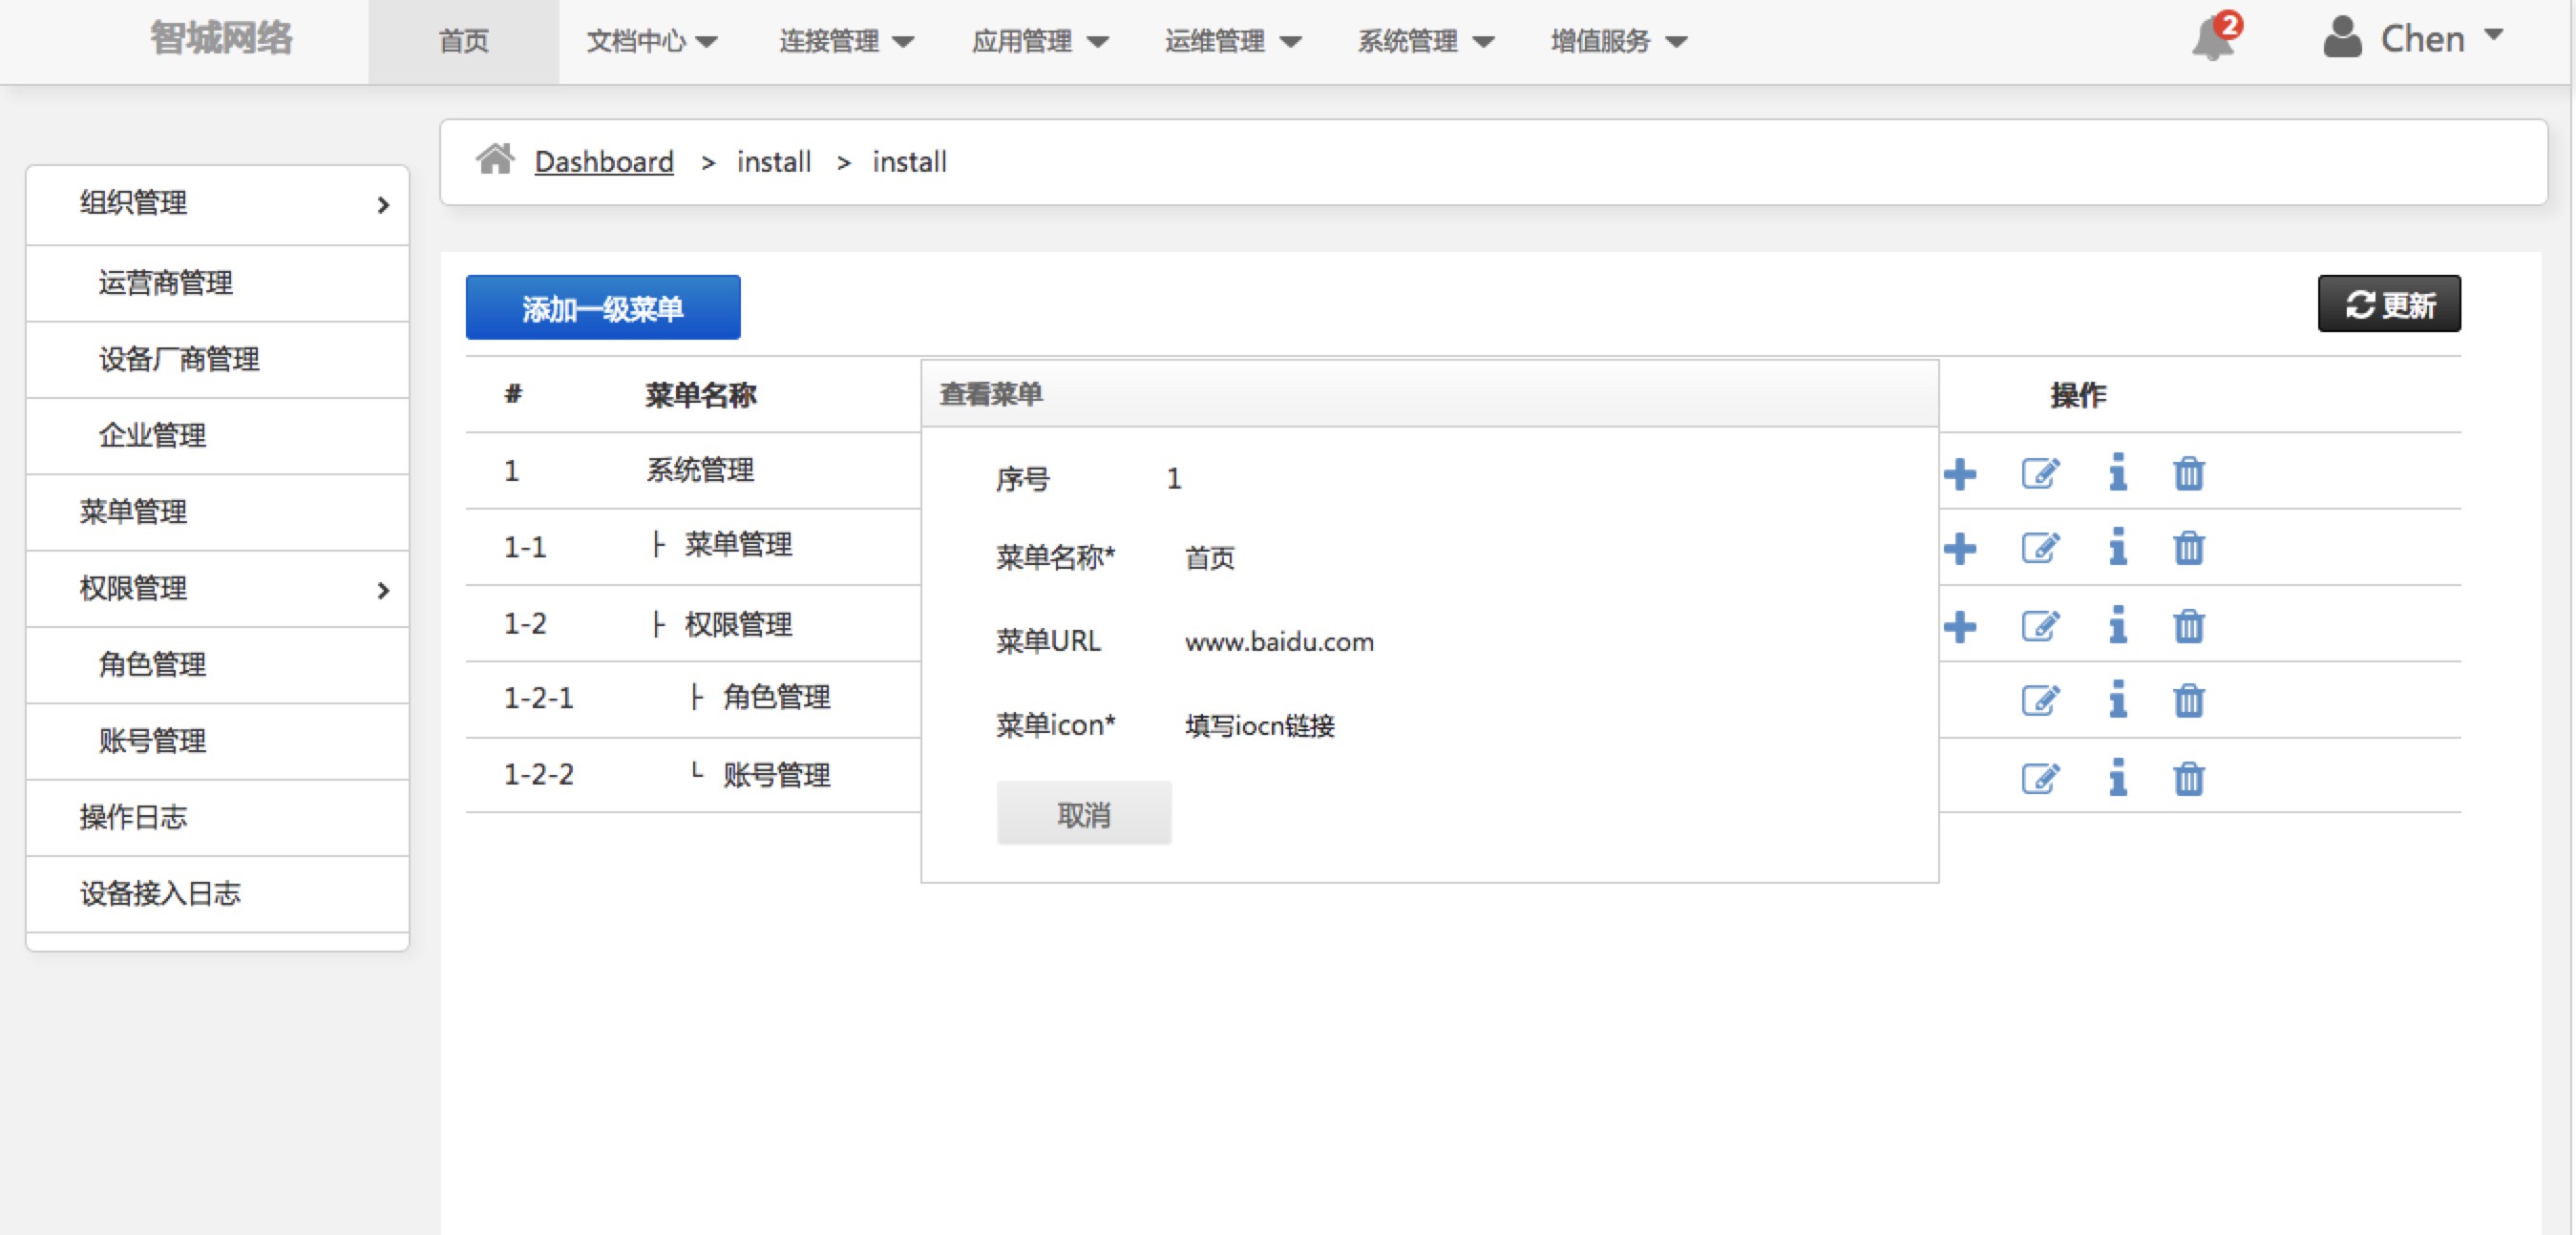 智城网络 首页 文档中心 连接管理 应用管理 运维管理 系统管理 增值服务 2 Chen
Dashboard > install > install
组织管理
运营商管理
设备厂商管理
企业管理
菜单管理
权限管理
角色管理
账号管理
操作日志
设备接入日志
添加一级菜单 更新
# 菜单名称 操作
1 系统管理
1-1 ├ 菜单管理
1-2 ├ 权限管理
1-2-1 ├ 角色管理
1-2-2 └ 账号管理
查看菜单
序号 1
菜单名称* 首页
菜单URL www.baidu.com
菜单icon* 填写iocn链接
取消